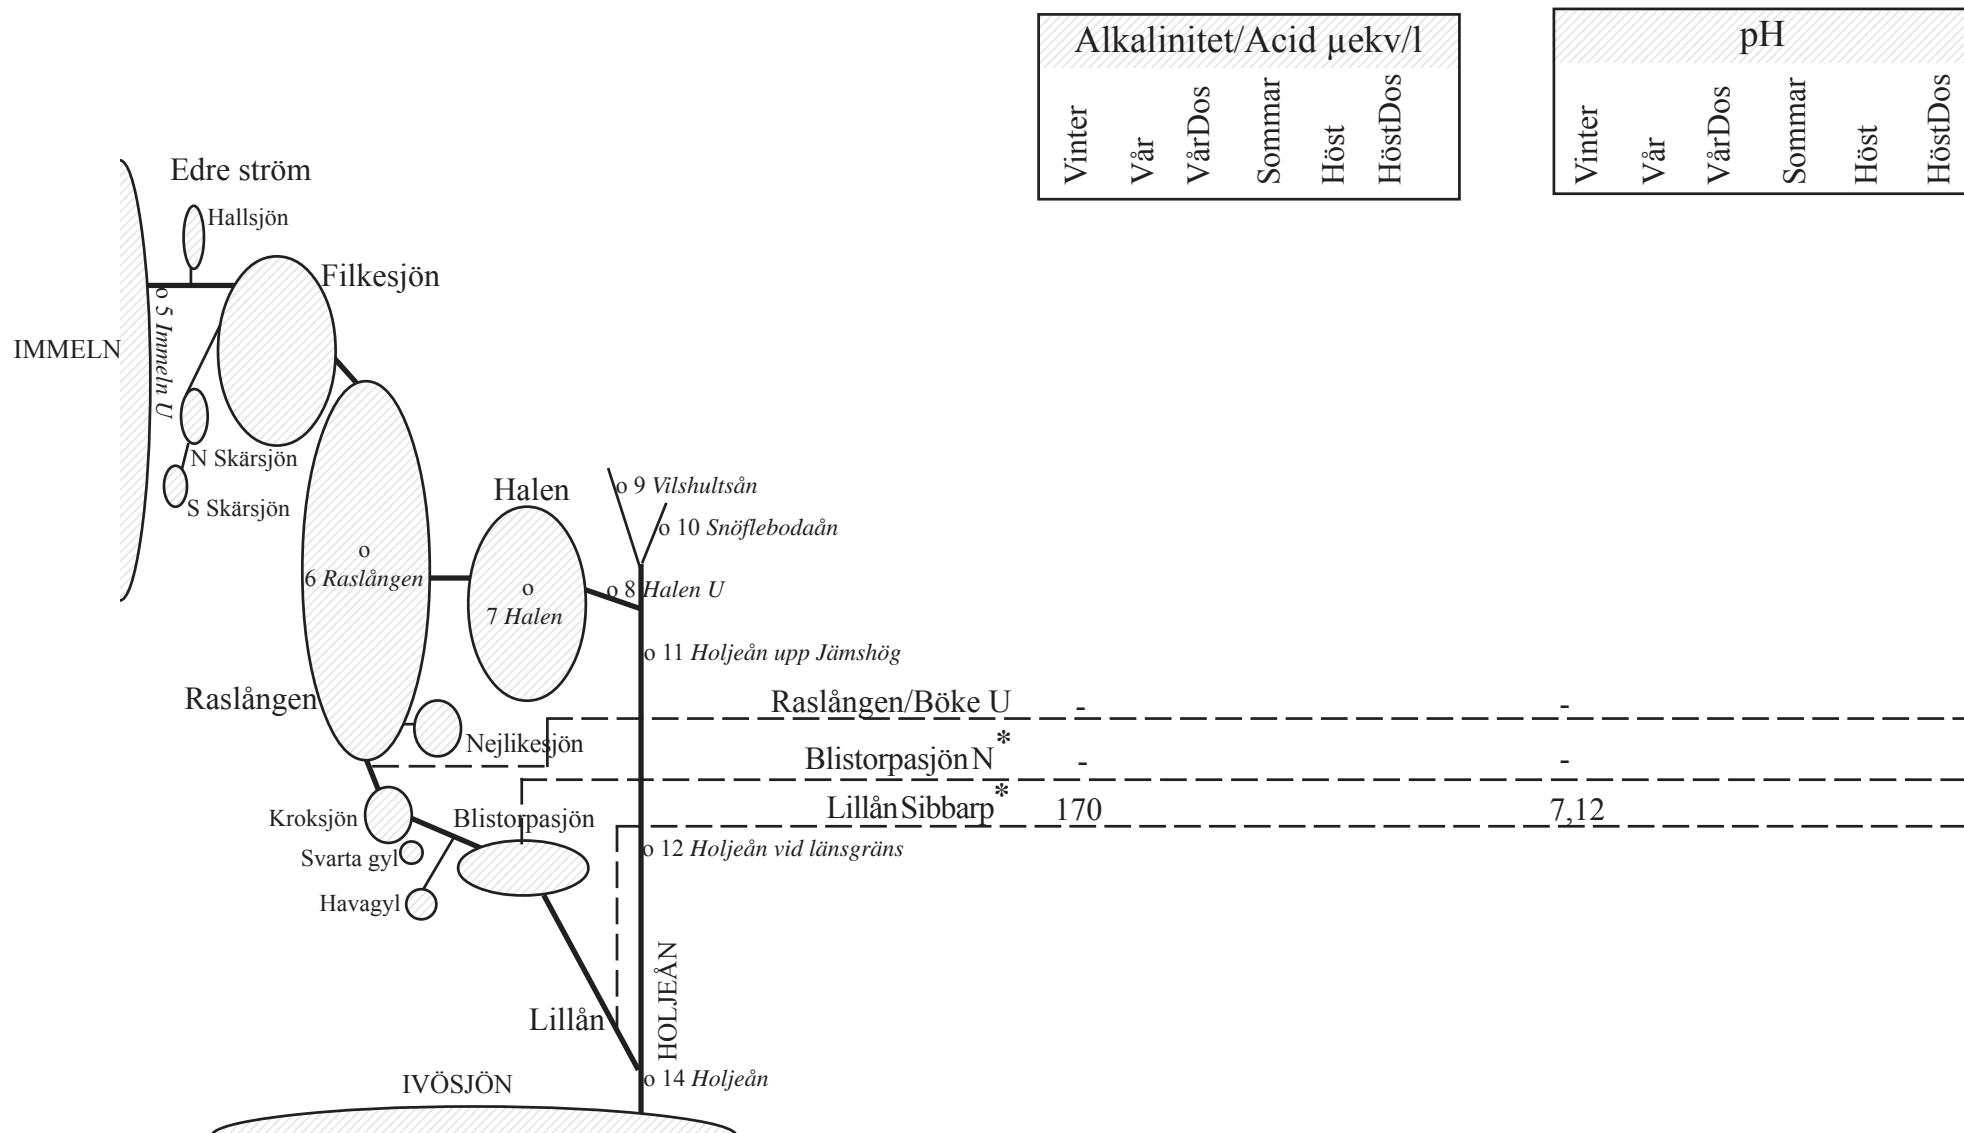 Alkalinitet/Acid µekv/l
Vinter
Vår
VårDos
Sommar
Höst
HöstDos
pH
Vinter
Vår
VårDos
Sommar
Höst
HöstDos
Edre ström
Hallsjön
Filkesjön
o 5 Immeln U
IMMELN
N Skärsjön
S Skärsjön
Halen
o 9 Vilshultsån
o 10 Snöflebodaån
o
6 Raslången
o
7 Halen
o 8 Halen U
o 11 Holjeån upp Jämshög
Raslången
Raslången/Böke U - -
Nejlikesjön
Blistorpasjön N* - -
Lillån Sibbarp* 170 7,12
Kroksjön
Blistorpasjön
o 12 Holjeån vid länsgräns
Svarta gyl
Havagyl
HOLJEÅN
Lillån
o 14 Holjeån
IVÖSJÖN